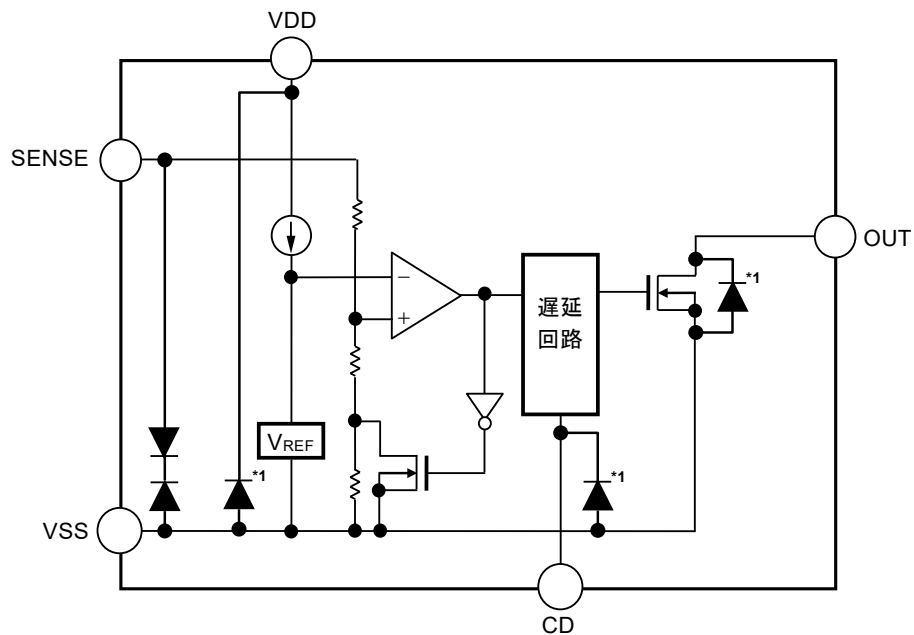 VDD
SENSE
OUT
*1
−
+
遅延
回路
VREF
*1
*1
VSS
CD